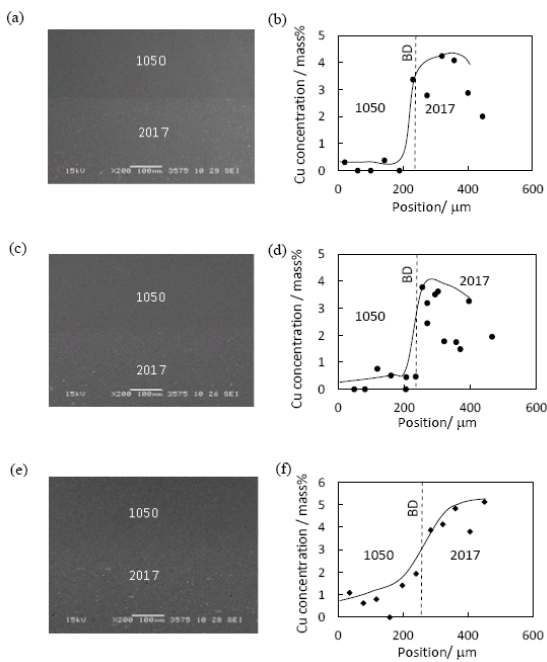 (a)
1050
2017
15kV X200 100µm 3575 10 29 SEI
(b)
Cu concentration / mass%
5
4
3
2
1
0
0 200 400 600
Position/ µm
BD
1050
2017
(c)
1050
2017
15kV X200 100µm 3575 10 26 SEI
(d)
Cu concentration / mass%
5
4
3
2
1
0
0 200 400 600
Position/ µm
BD
2017
1050
(e)
1050
2017
15kV X200 100µm 3575 10 28 SEI
(f)
Cu concentration / mass%
6
5
4
3
2
1
0
0 200 400 600
Position/ µm
BD
1050
2017